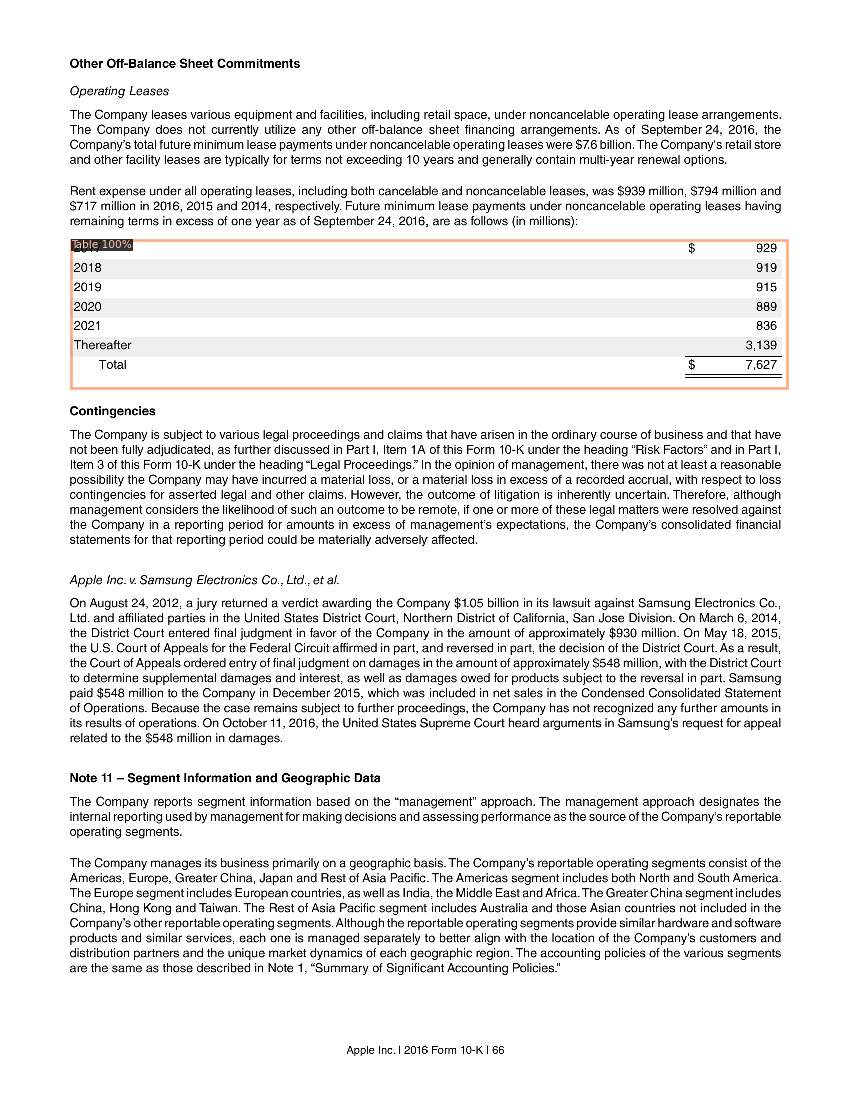 Other Off-Balance Sheet Commitments
Operating Leases
The Company leases various equipment and facilities, including retail space, under noncancelable operating lease arrangements.
The Company does not currently utilize any other off-balance sheet financing arrangements. As of September 24, 2016, the
Company's total future minimum lease payments under noncancelable operating leases were $7.6 billion. The Company's retail store
and other facility leases are typically for terms not exceeding 10 years and generally contain multi-year renewal options.
Rent expense under all operating leases, including both cancelable and noncancelable leases, was $939 million, $794 million and
$717 million in 2016, 2015 and 2014, respectively. Future minimum lease payments under noncancelable operating leases having
remaining terms in excess of one year as of September 24, 2016, are as follows (in millions):
Table 100%
$ 929
2018 919
2019 915
2020 889
2021 836
Thereafter 3,139
Total $ 7,627
Contingencies
The Company is subject to various legal proceedings and claims that have arisen in the ordinary course of business and that have
not been fully adjudicated, as further discussed in Part I, Item 1A of this Form 10-K under the heading “Risk Factors” and in Part I,
Item 3 of this Form 10-K under the heading “Legal Proceedings.” In the opinion of management, there was not at least a reasonable
possibility the Company may have incurred a material loss, or a material loss in excess of a recorded accrual, with respect to loss
contingencies for asserted legal and other claims. However, the outcome of litigation is inherently uncertain. Therefore, although
management considers the likelihood of such an outcome to be remote, if one or more of these legal matters were resolved against
the Company in a reporting period for amounts in excess of management's expectations, the Company's consolidated financial
statements for that reporting period could be materially adversely affected.
Apple Inc. v. Samsung Electronics Co., Ltd., et al.
On August 24, 2012, a jury returned a verdict awarding the Company $1.05 billion in its lawsuit against Samsung Electronics Co.,
Ltd. and affiliated parties in the United States District Court, Northern District of California, San Jose Division. On March 6, 2014,
the District Court entered final judgment in favor of the Company in the amount of approximately $930 million. On May 18, 2015,
the U.S. Court of Appeals for the Federal Circuit affirmed in part, and reversed in part, the decision of the District Court. As a result,
the Court of Appeals ordered entry of final judgment on damages in the amount of approximately $548 million, with the District Court
to determine supplemental damages and interest, as well as damages owed for products subject to the reversal in part. Samsung
paid $548 million to the Company in December 2015, which was included in net sales in the Condensed Consolidated Statement
of Operations. Because the case remains subject to further proceedings, the Company has not recognized any further amounts in
its results of operations. On October 11, 2016, the United States Supreme Court heard arguments in Samsung's request for appeal
related to the $548 million in damages.
Note 11 – Segment Information and Geographic Data
The Company reports segment information based on the “management” approach. The management approach designates the
internal reporting used by management for making decisions and assessing performance as the source of the Company's reportable
operating segments.
The Company manages its business primarily on a geographic basis. The Company's reportable operating segments consist of the
Americas, Europe, Greater China, Japan and Rest of Asia Pacific. The Americas segment includes both North and South America.
The Europe segment includes European countries, as well as India, the Middle East and Africa. The Greater China segment includes
China, Hong Kong and Taiwan. The Rest of Asia Pacific segment includes Australia and those Asian countries not included in the
Company's other reportable operating segments. Although the reportable operating segments provide similar hardware and software
products and similar services, each one is managed separately to better align with the location of the Company's customers and
distribution partners and the unique market dynamics of each geographic region. The accounting policies of the various segments
are the same as those described in Note 1, “Summary of Significant Accounting Policies.”
Apple Inc. | 2016 Form 10-K | 66